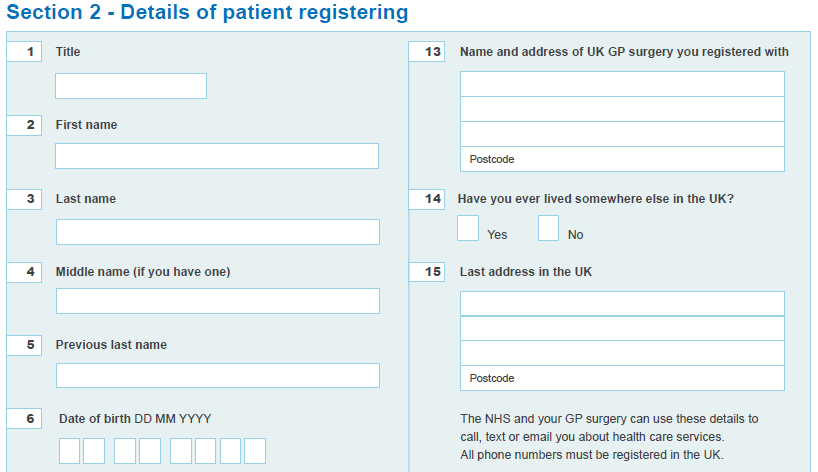 Section 2 - Details of patient registering
1 Title
2 First name
3 Last name
4 Middle name (if you have one)
5 Previous last name
6 Date of birth DD MM YYYY
13 Name and address of UK GP surgery you registered with
Postcode
14 Have you ever lived somewhere else in the UK?
Yes No
15 Last address in the UK
Postcode
The NHS and your GP surgery can use these details to
call, text or email you about health care services.
All phone numbers must be registered in the UK.